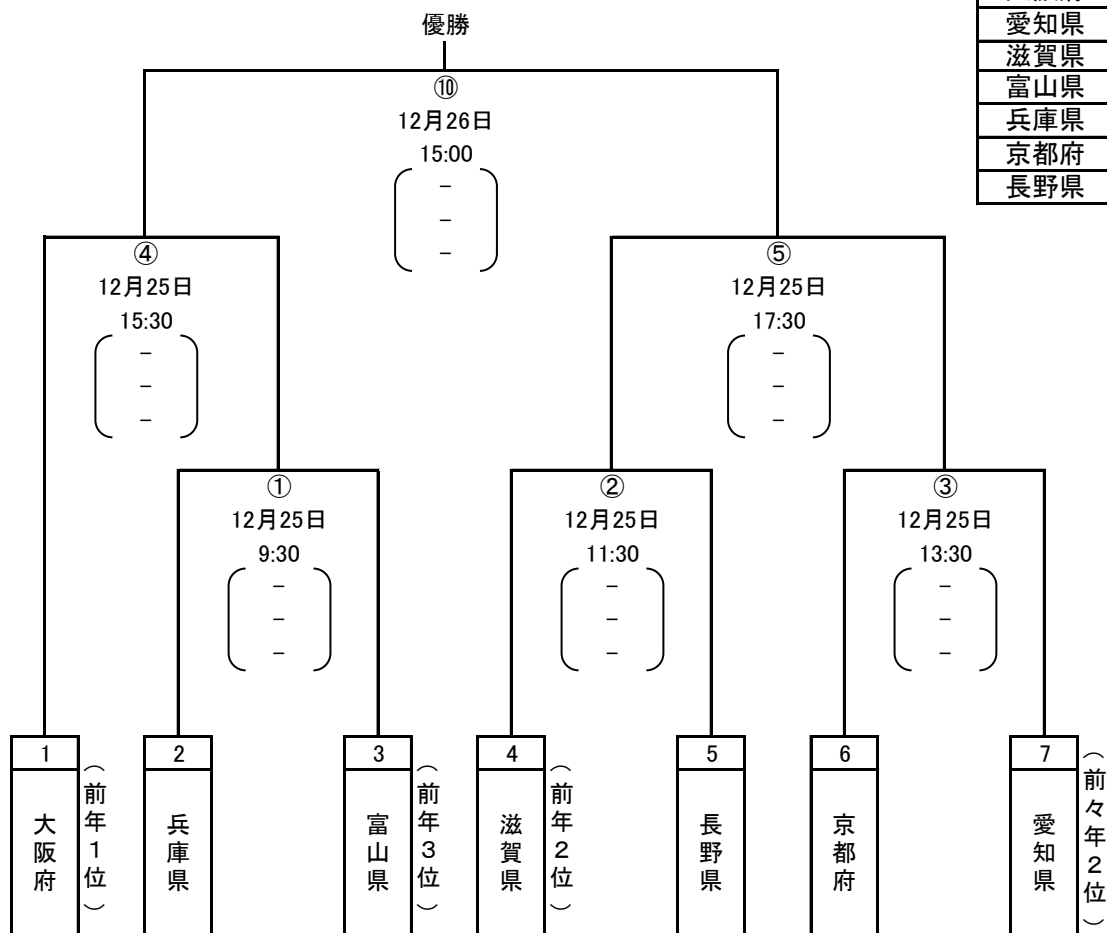 優勝
⑩
12月26日
15:00
－
－
－
愛知県
滋賀県
富山県
兵庫県
京都府
長野県
④
12月25日
15:30
－
－
－
⑤
12月25日
17:30
－
－
－
①
12月25日
9:30
－
－
－
②
12月25日
11:30
－
－
－
③
12月25日
13:30
－
－
－
1
大阪府
（前年１位）
2
兵庫県
3
富山県
（前年３位）
4
滋賀県
（前年２位）
5
長野県
6
京都府
7
愛知県
（前々年２位）